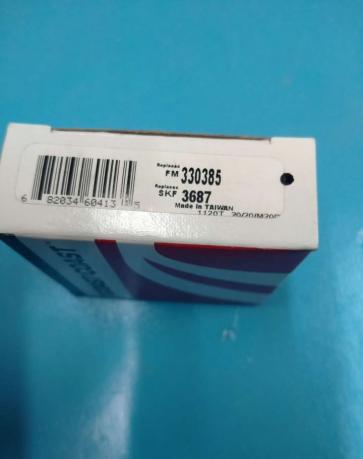 Replaces
FM 330385
Replaces
SKF 3687
Made in TAIWAN
6 82034 60413